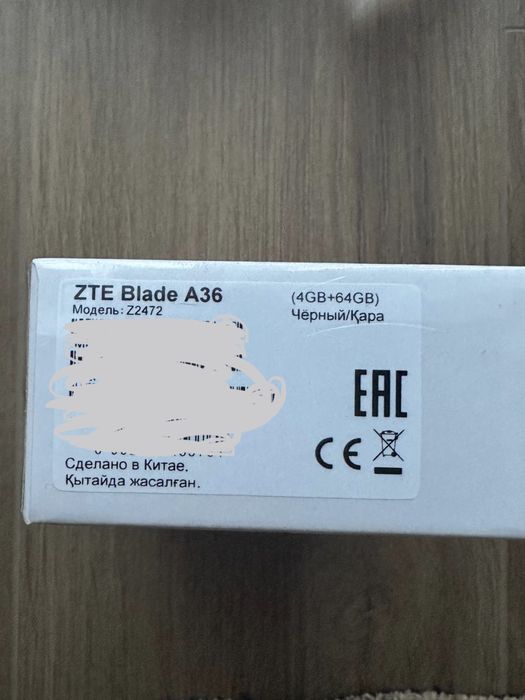 ZTE Blade A36
(4GB+64GB)
Модель: Z2472
Чёрный/Қара
EAC
CE
Сделано в Китае.
Қытайда жасалған.